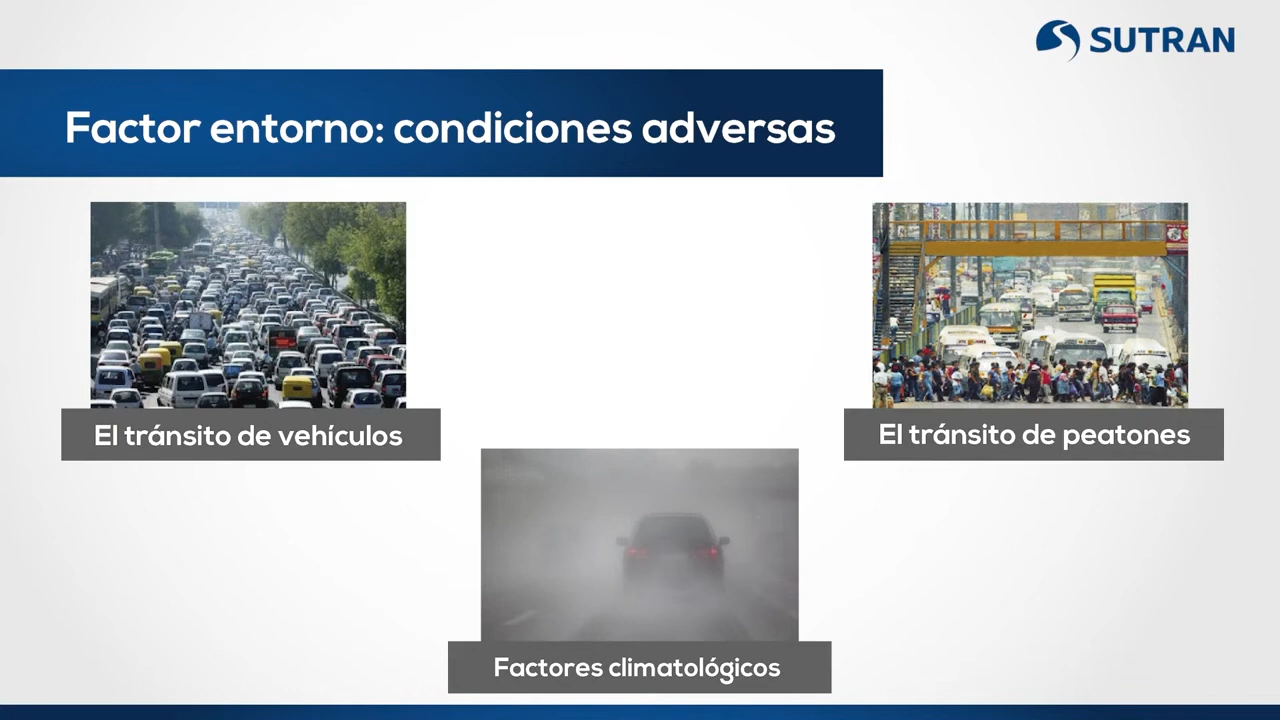 SUTRAN
Factor entorno: condiciones adversas
El tránsito de vehículos
El tránsito de peatones
Factores climatológicos